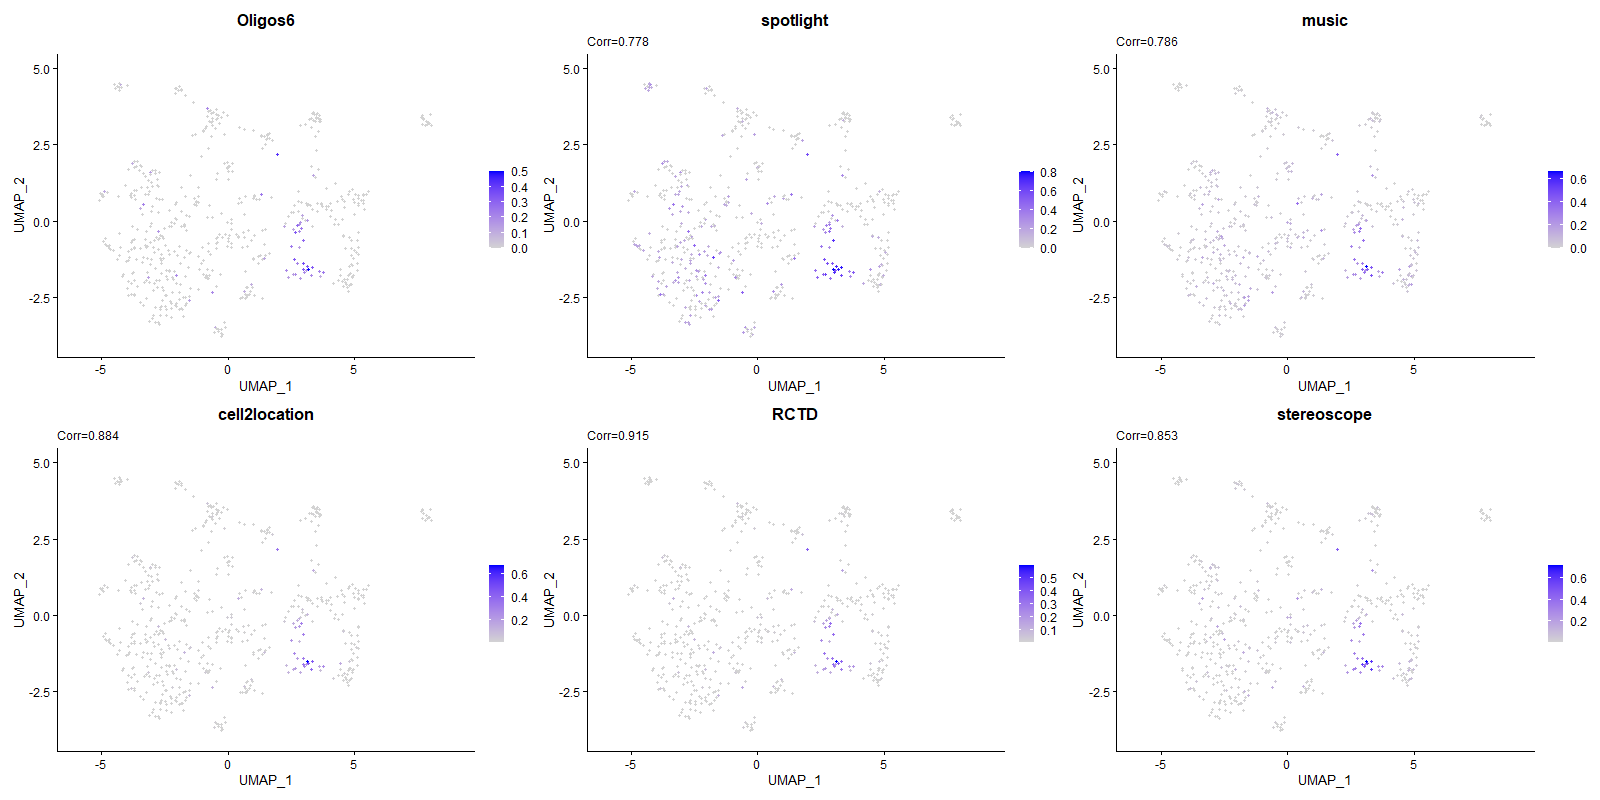 Oligos6
5.0
2.5
0.0
-2.5
-5
0
5
UMAP_1
UMAP_2
0.5
0.4
0.3
0.2
0.1
0.0
spotlight
Corr=0.778
5.0
2.5
0.0
-2.5
-5
0
5
UMAP_1
UMAP_2
0.8
0.6
0.4
0.2
0.0
music
Corr=0.786
5.0
2.5
0.0
-2.5
-5
0
5
UMAP_1
UMAP_2
0.6
0.4
0.2
0.0
cell2location
Corr=0.884
5.0
2.5
0.0
-2.5
-5
0
5
UMAP_1
UMAP_2
0.6
0.4
0.2
RCTD
Corr=0.915
5.0
2.5
0.0
-2.5
-5
0
5
UMAP_1
UMAP_2
0.5
0.4
0.3
0.2
0.1
stereoscope
Corr=0.853
5.0
2.5
0.0
-2.5
-5
0
5
UMAP_1
UMAP_2
0.6
0.4
0.2